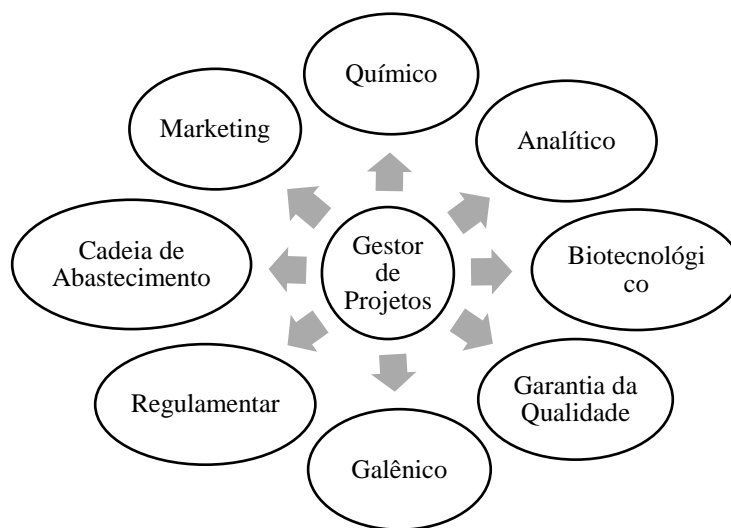 Químico
Marketing
Analítico
Cadeia de
Abastecimento
Gestor
de
Projetos
Biotecnológi
co
Regulamentar
Garantia da
Qualidade
Galênico